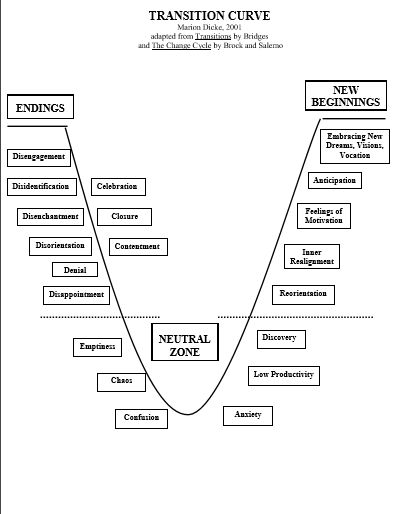 TRANSITION CURVE
Marion Dicke, 2001
adapted from Transitions by Bridges
and The Change Cycle by Brock and Salerno
ENDINGS
NEW
BEGINNINGS
Disengagement
Disidentification
Celebration
Disenchantment
Closure
Disorientation
Contentment
Denial
Disappointment
Embracing New
Dreams, Visions,
Vocation
Anticipation
Feelings of
Motivation
Inner
Realignment
Reorientation
NEUTRAL
ZONE
Emptiness
Chaos
Confusion
Discovery
Low Productivity
Anxiety